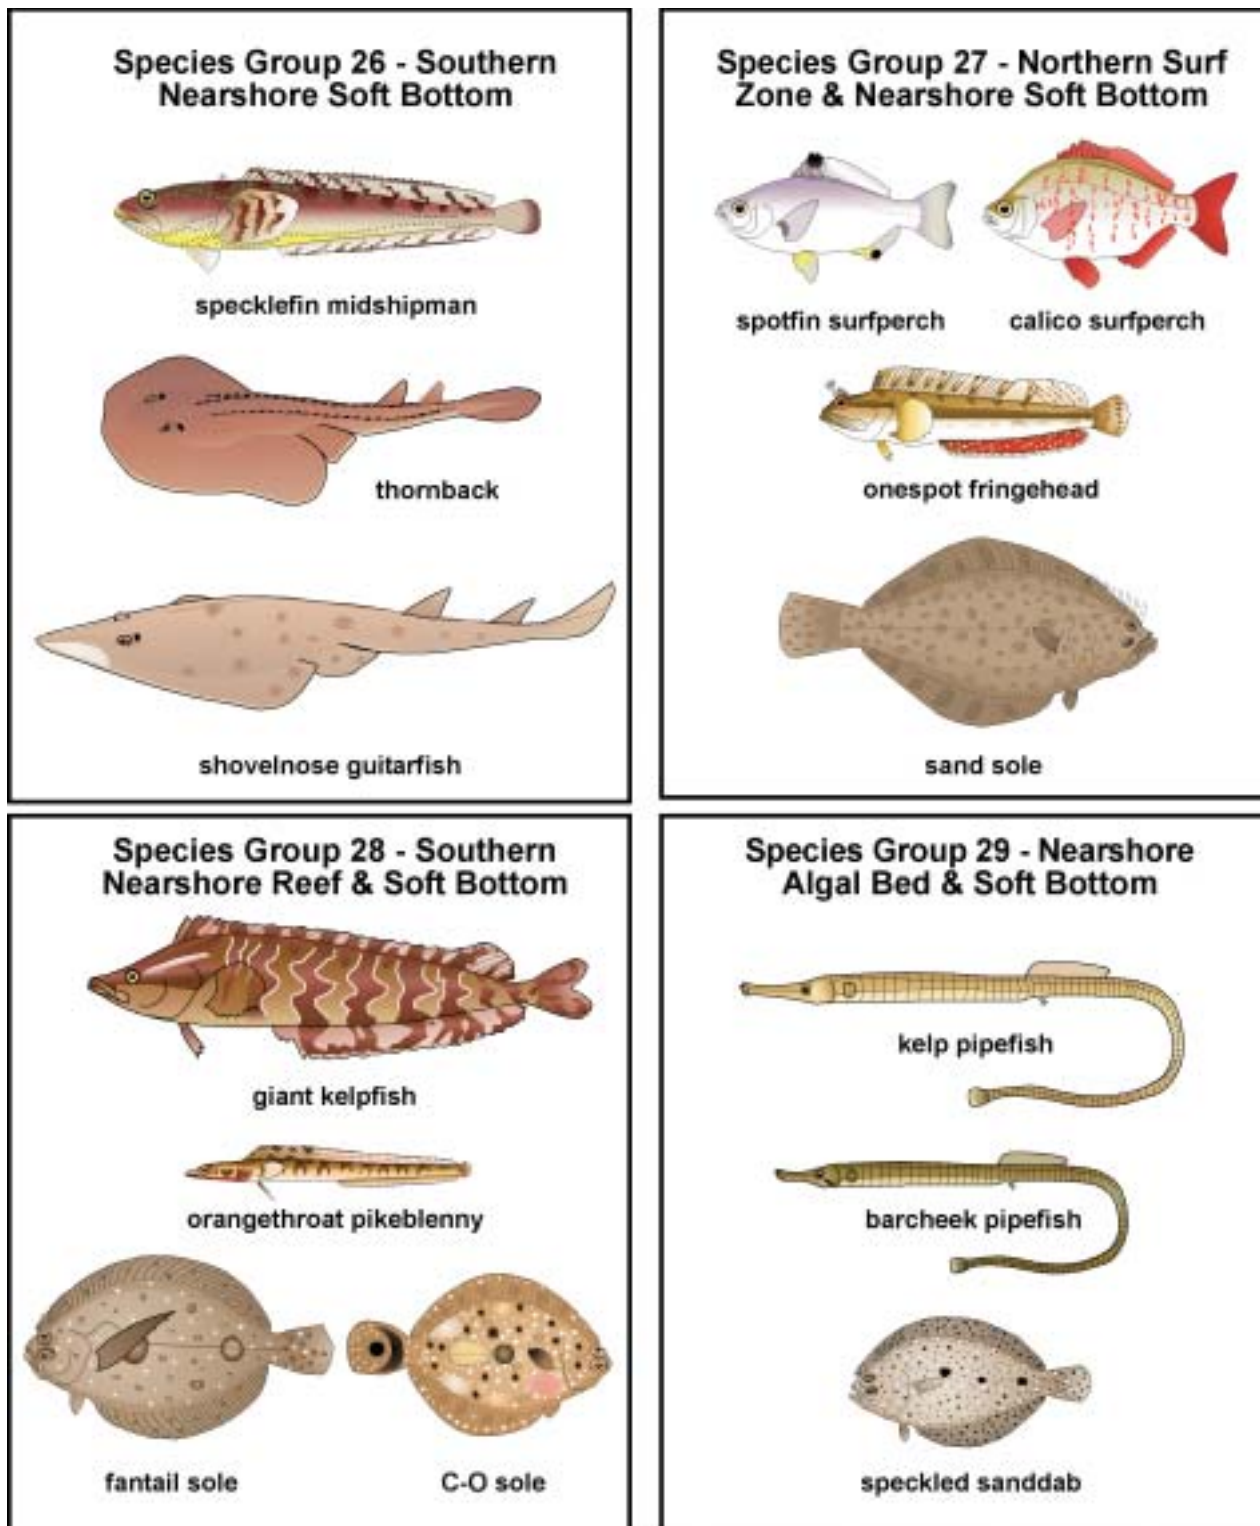 Species Group 26 - Southern
Nearshore Soft Bottom
specklefin midshipman
thornback
shovelnose guitarfish
Species Group 27 - Northern Surf
Zone & Nearshore Soft Bottom
spotfin surfperch
calico surfperch
onespot fringehead
sand sole
Species Group 28 - Southern
Nearshore Reef & Soft Bottom
giant kelpfish
orangethroat pikeblenny
fantail sole
C-O sole
Species Group 29 - Nearshore
Algal Bed & Soft Bottom
kelp pipefish
barcheek pipefish
speckled sanddab